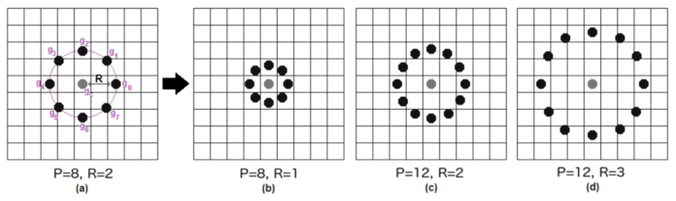 g2
g3
g1
R
g4
gc
g0
g5
g7
g6
P=8, R=2
(a)
P=8, R=1
(b)
P=12, R=2
(c)
P=12, R=3
(d)